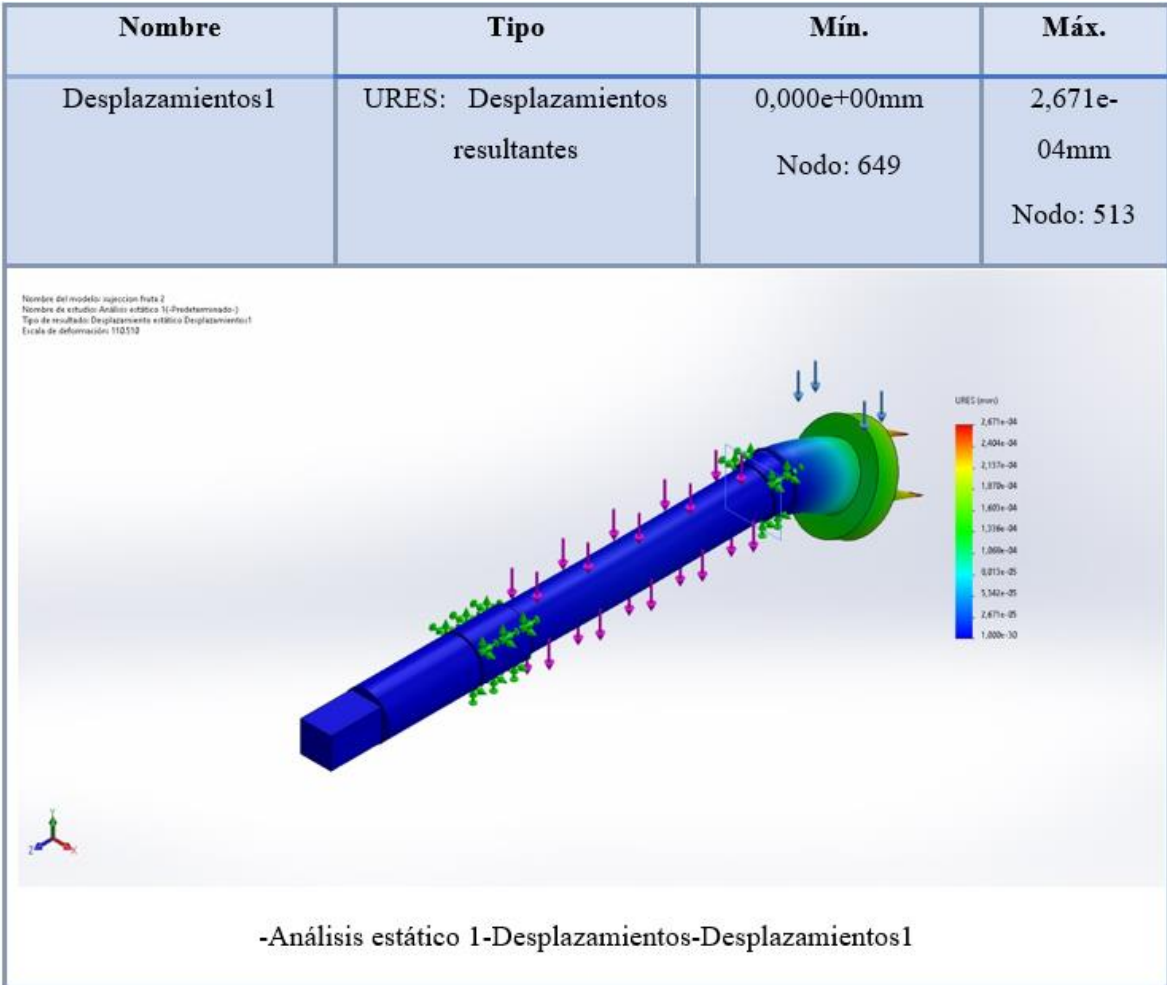 Nombre Tipo Mín. Máx.
Desplazamientos1 URES: Desplazamientos resultantes 0,000e+00mm Nodo: 649 2,671e-04mm Nodo: 513
Nombre del modelo: sujeccion fruta 2
Nombre de estudio: Análisis estático 1(-Predeterminado-)
Tipo de resultado: Desplazamiento estático Desplazamientos1
Escala de deformación:
URES (mm)
2,671e-04
2,404e-04
2,137e-04
1,870e-04
1,603e-04
1,336e-04
1,068e-04
8,013e-05
5,342e-05
2,671e-05
1,000e-30
Y
Z
X
-Análisis estático 1-Desplazamientos-Desplazamientos1